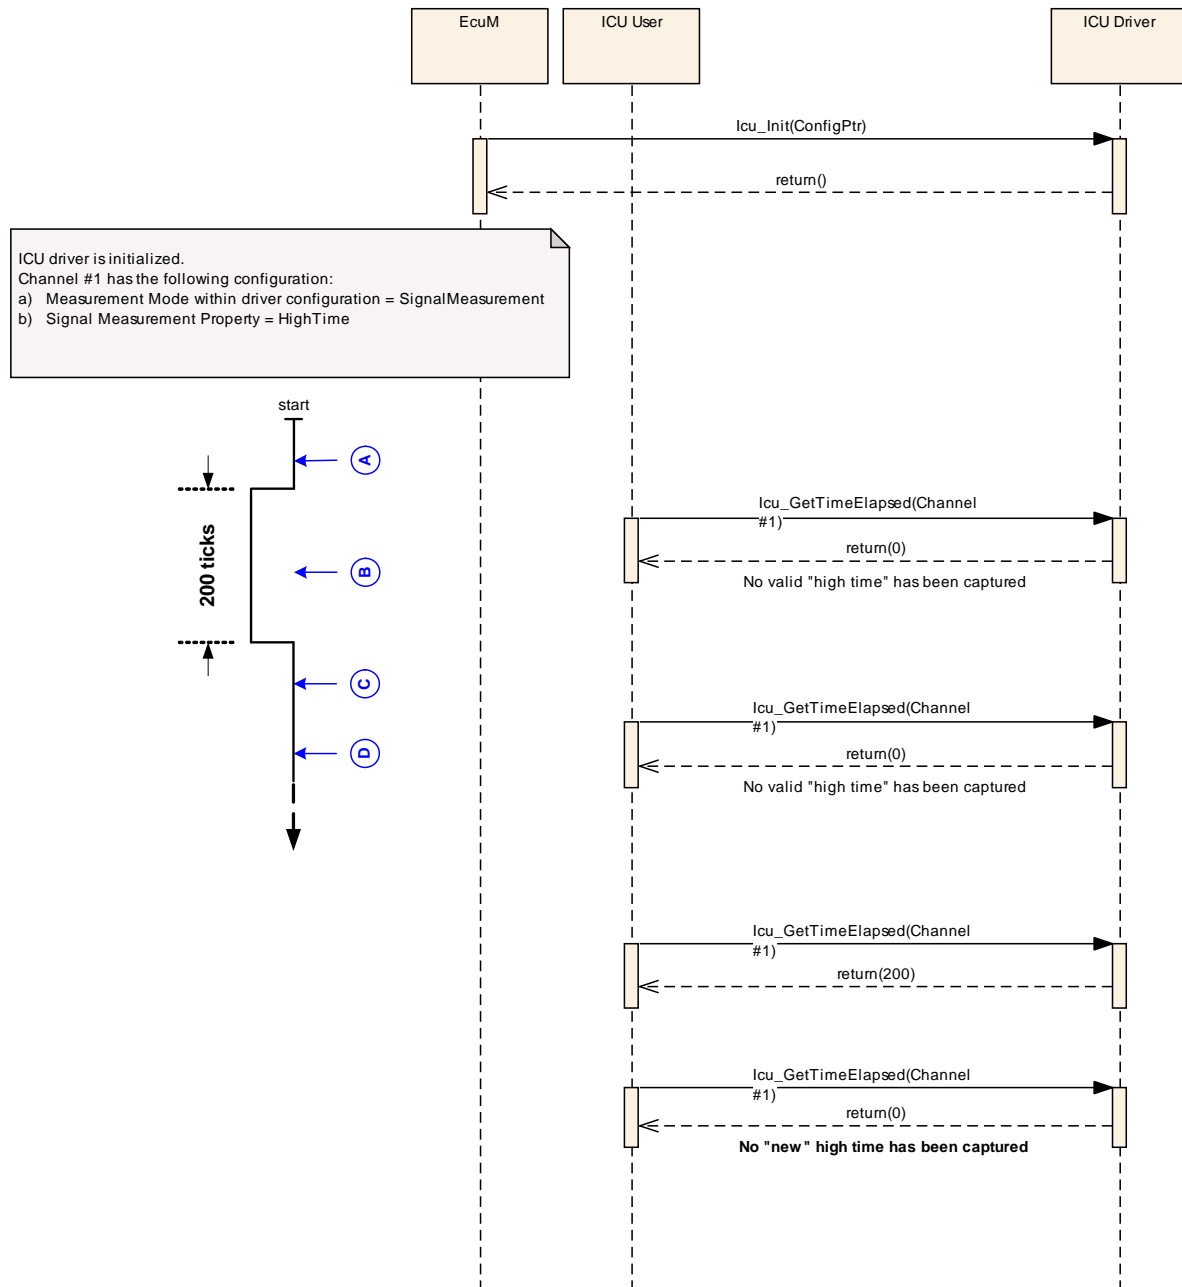 EcuM
ICU User
ICU Driver
Icu_Init(ConfigPtr)
return()
ICU driver is initialized.
Channel #1 has the following configuration:
a) Measurement Mode within driver configuration = SignalMeasurement
b) Signal Measurement Property = HighTime
start
A
200 ticks
B
C
D
Icu_GetTimeElapsed(Channel
#1)
return(0)
No valid "high time" has been captured
Icu_GetTimeElapsed(Channel
#1)
return(0)
No valid "high time" has been captured
Icu_GetTimeElapsed(Channel
#1)
return(200)
Icu_GetTimeElapsed(Channel
#1)
return(0)
No "new" high time has been captured